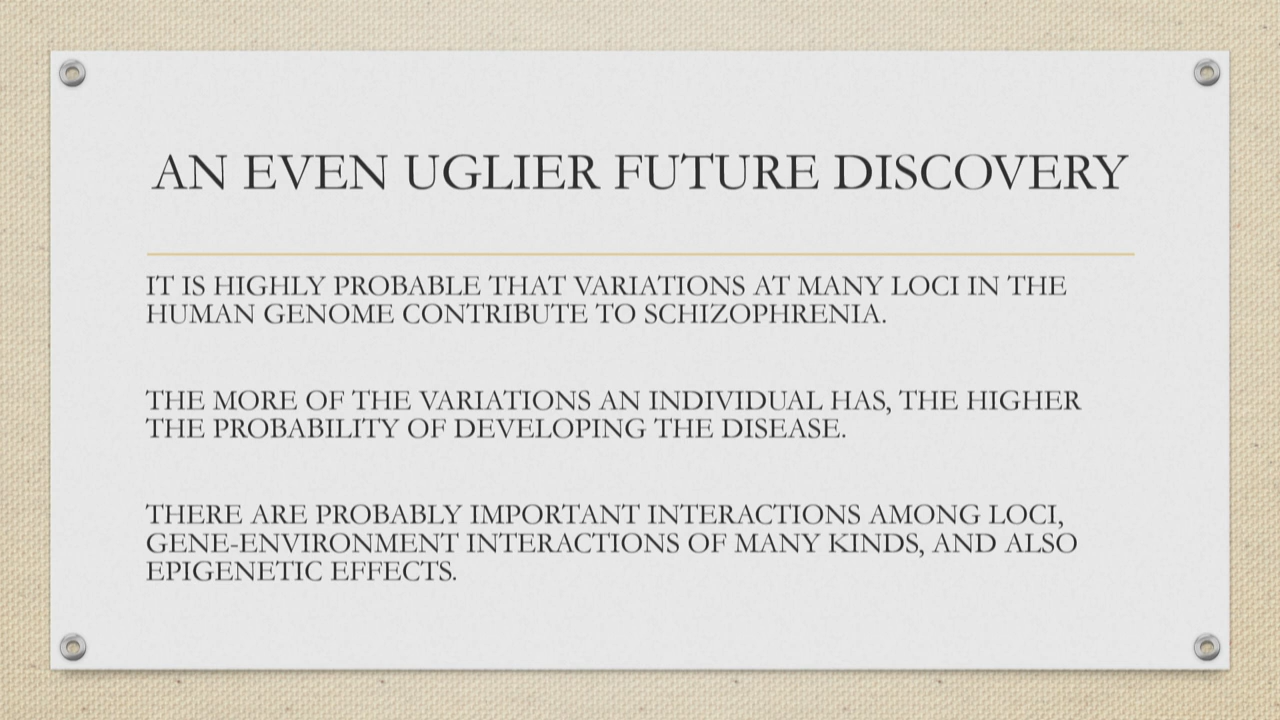 AN EVEN UGLIER FUTURE DISCOVERY
IT IS HIGHLY PROBABLE THAT VARIATIONS AT MANY LOCI IN THE
HUMAN GENOME CONTRIBUTE TO SCHIZOPHRENIA.
THE MORE OF THE VARIATIONS AN INDIVIDUAL HAS, THE HIGHER
THE PROBABILITY OF DEVELOPING THE DISEASE.
THERE ARE PROBABLY IMPORTANT INTERACTIONS AMONG LOCI,
GENE-ENVIRONMENT INTERACTIONS OF MANY KINDS, AND ALSO
EPIGENETIC EFFECTS.